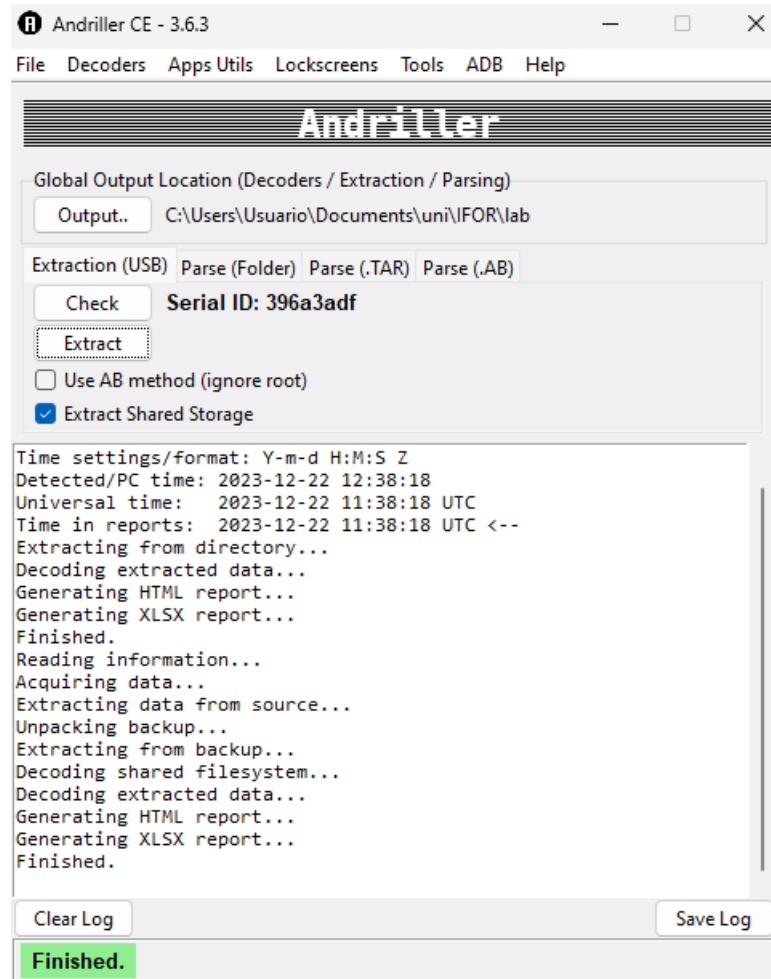 Andriller CE - 3.6.3
File Decoders Apps Utils Lockscreens Tools ADB Help
Andriller
Global Output Location (Decoders / Extraction / Parsing)
Output.. C:\Users\Usuario\Documents\uni\IFOR\lab
Extraction (USB) Parse (Folder) Parse (.TAR) Parse (.AB)
Check Serial ID: 396a3adf
Extract
Use AB method (ignore root)
Extract Shared Storage
Time settings/format: Y-m-d H:M:S Z
Detected/PC time: 2023-12-22 12:38:18
Universal time:   2023-12-22 11:38:18 UTC
Time in reports:  2023-12-22 11:38:18 UTC <--
Extracting from directory...
Decoding extracted data...
Generating HTML report...
Generating XLSX report...
Finished.
Reading information...
Acquiring data...
Extracting data from source...
Unpacking backup...
Extracting from backup...
Decoding shared filesystem...
Decoding extracted data...
Generating HTML report...
Generating XLSX report...
Finished.
Clear Log Save Log
Finished.